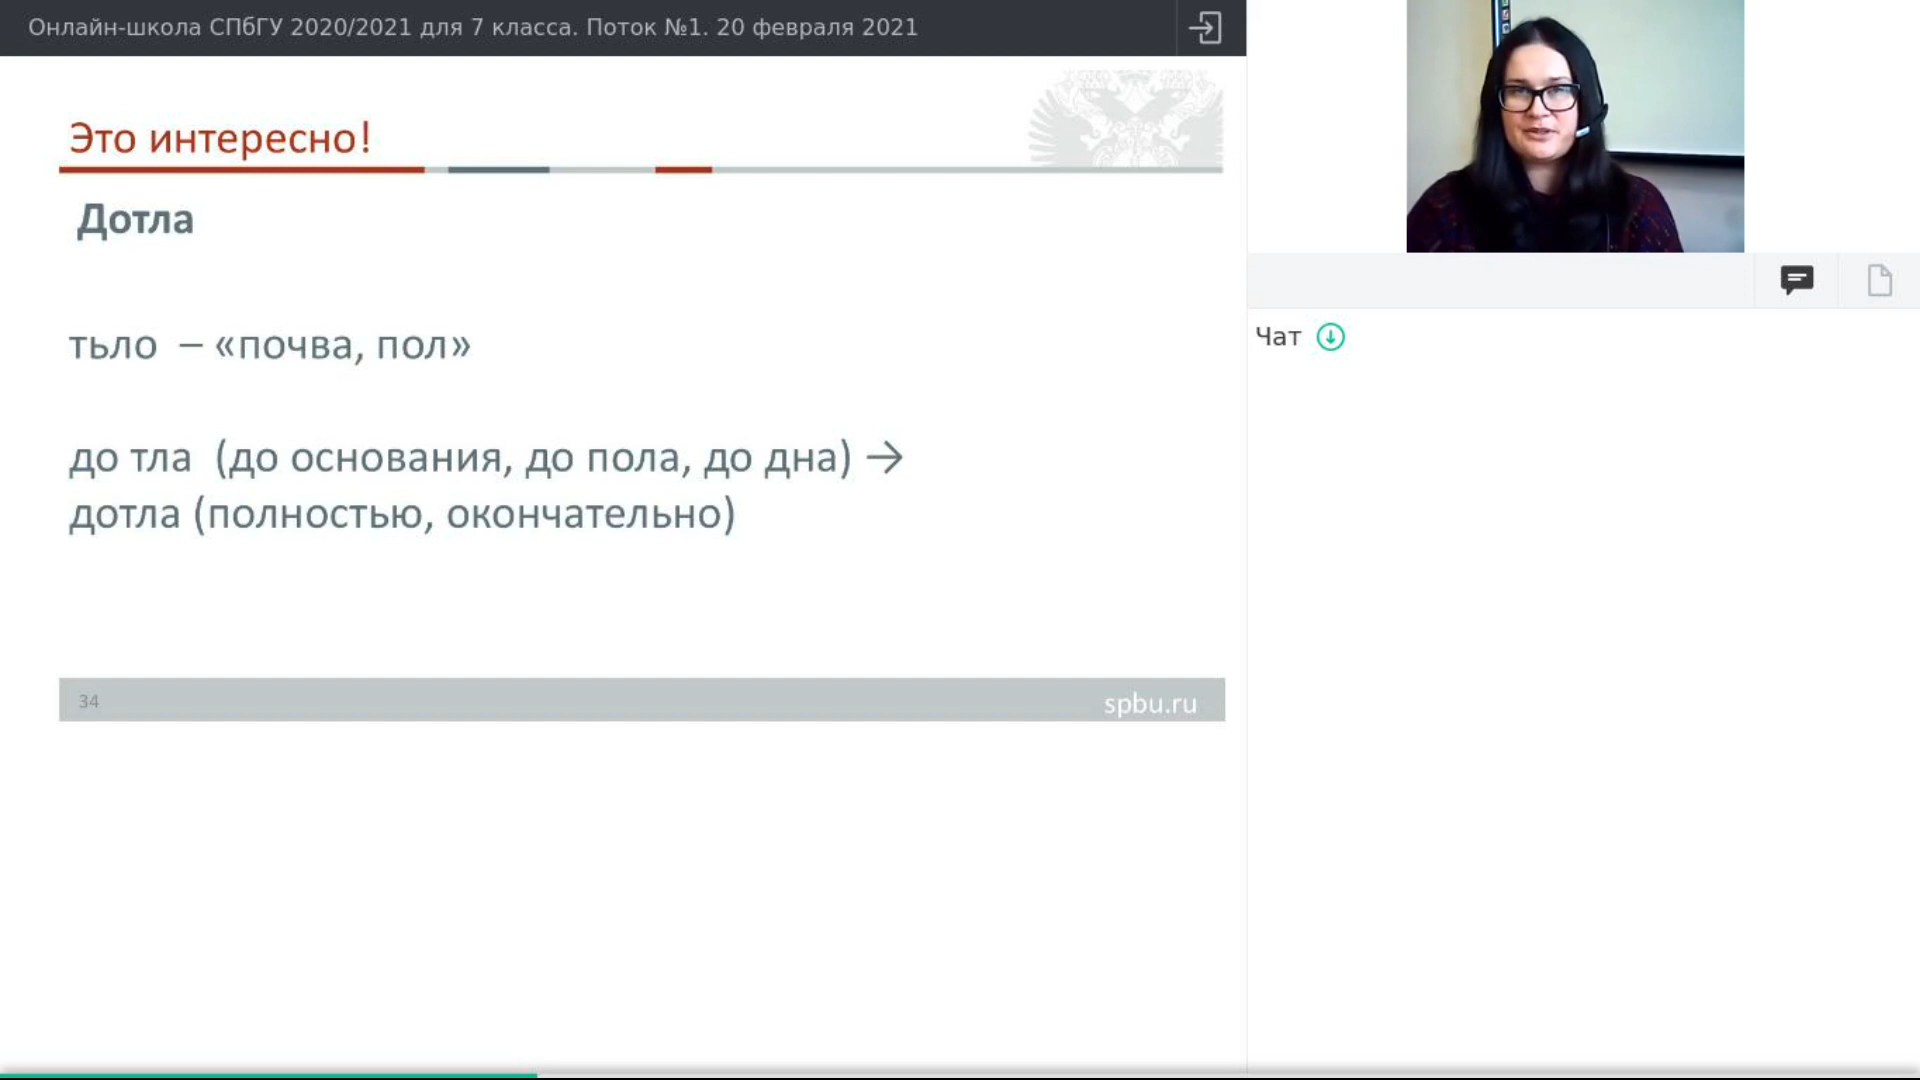 Онлайн-школа СПбГУ 2020/2021 для 7 класса. Поток №1. 20 февраля 2021
Это интересно!
Дотла
тьло – «почва, пол»
до тла (до основания, до пола, до дна) →
дотла (полностью, окончательно)
34
spbu.ru
Чат